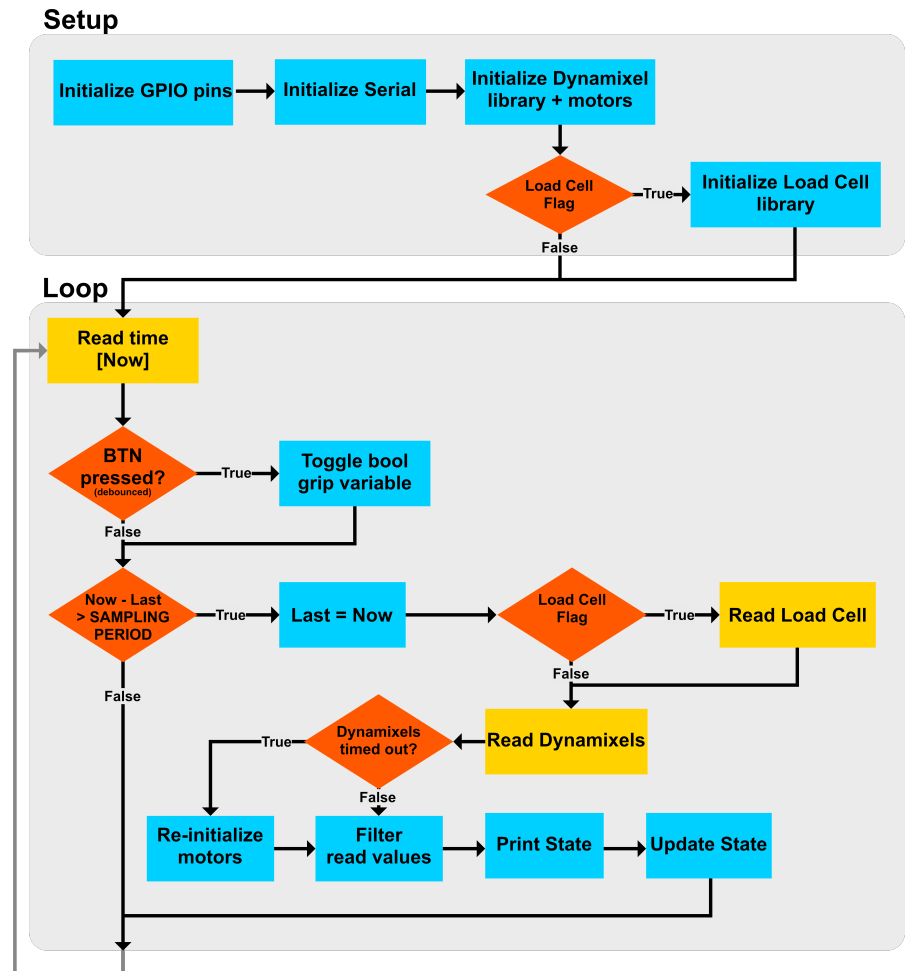 Setup
Initialize GPIO pins
Initialize Serial
Initialize Dynamixel
library + motors
Load Cell
Flag
True
Initialize Load Cell
library
False
Loop
Read time
[Now]
BTN
pressed?
(debounced)
True
Toggle bool
grip variable
False
Now - Last
> SAMPLING
PERIOD
True
Last = Now
Load Cell
Flag
True
Read Load Cell
False
False
Read Dynamixels
Dynamixels
timed out?
True
False
Re-initialize
motors
Filter
read values
Print State
Update State